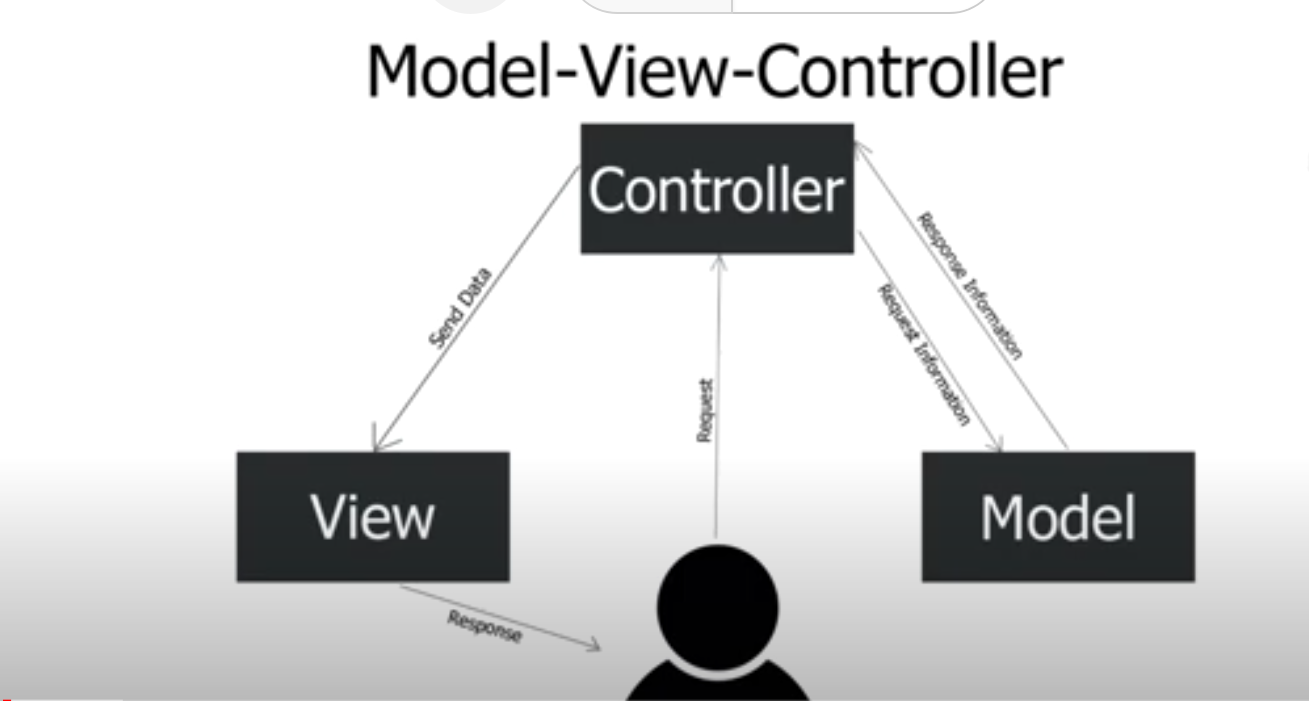 Model-View-Controller
Controller
Send Data
Request
Request Information
Response Information
View
Model
Response